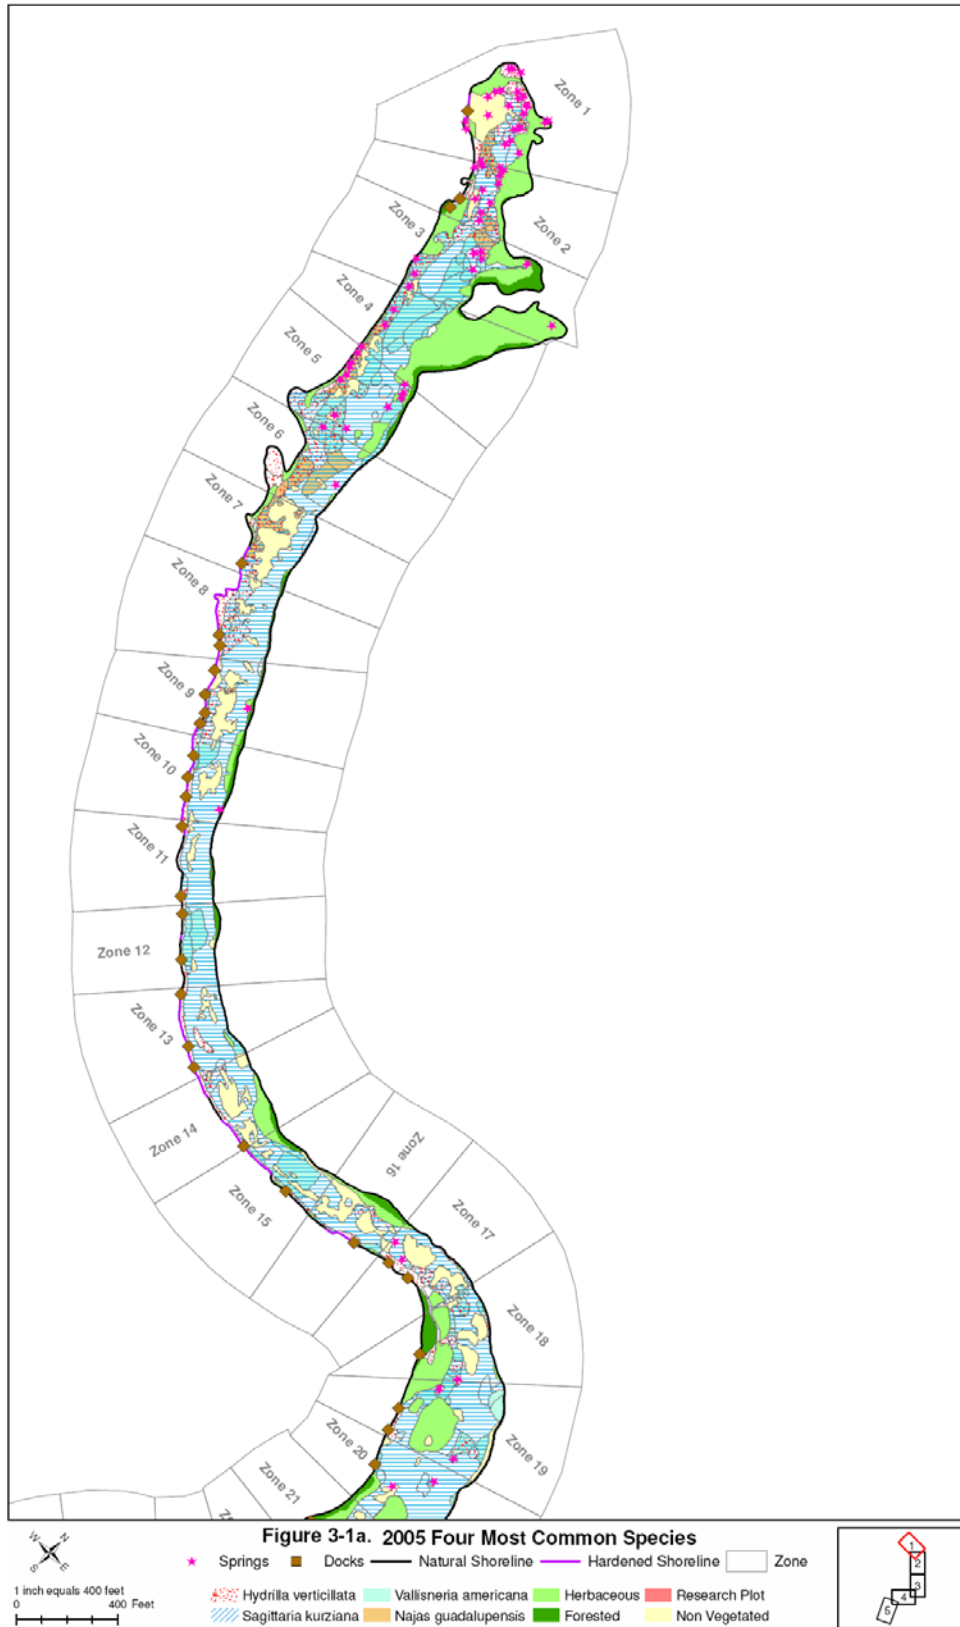 Zone 1
Zone 2
Zone 3
Zone 4
Zone 5
Zone 6
Zone 7
Zone 8
Zone 9
Zone 10
Zone 11
Zone 12
Zone 13
Zone 14
Zone 15
Zone 16
Zone 17
Zone 18
Zone 19
Zone 20
Zone 21
Figure 3-1a. 2005 Four Most Common Species
N
W
E
S
Springs Docks Natural Shoreline Hardened Shoreline Zone
1 inch equals 400 feet
0 400 Feet
Hydrilla verticillata Vallisneria americana Herbaceous Research Plot
Sagittaria kurziana Najas guadalupensis Forested Non Vegetated
1
2
3
4
5